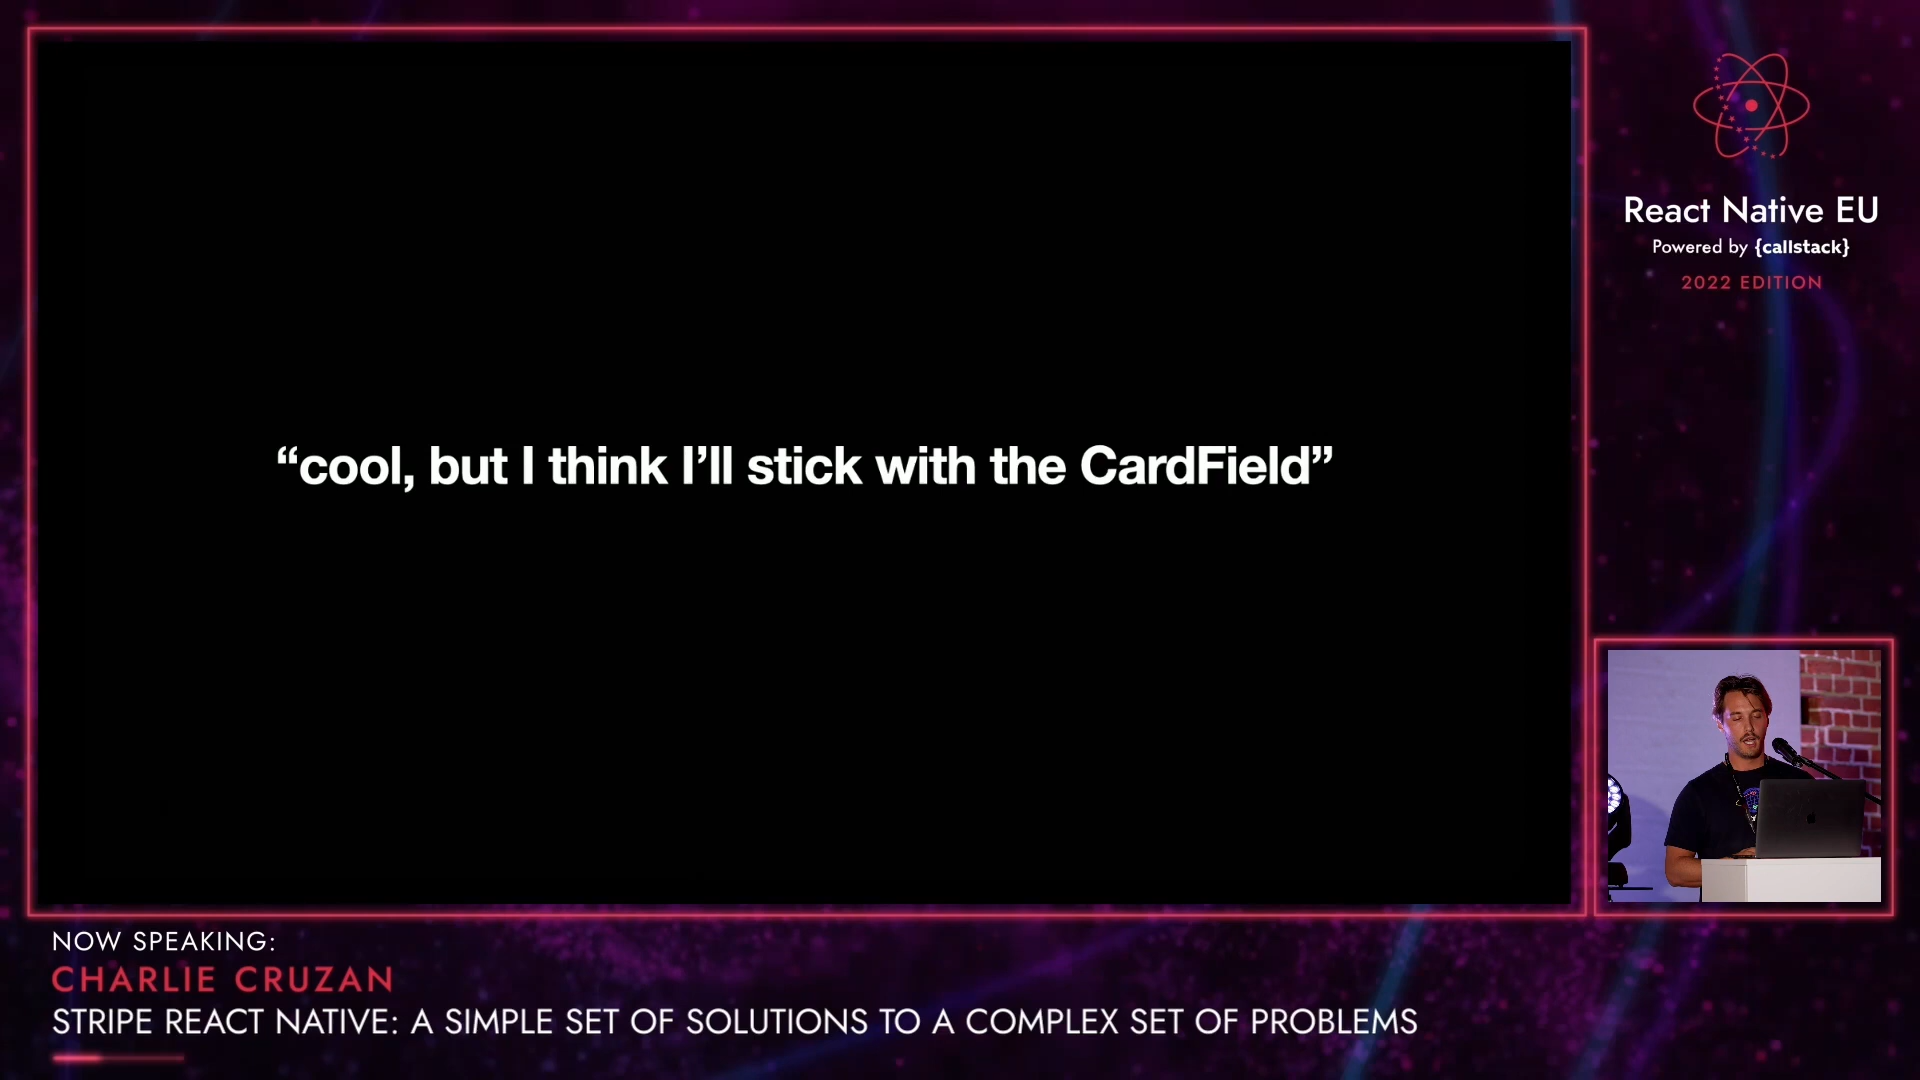 “cool, but I think I’ll stick with the CardField”
React Native EU
Powered by {callstack}
2022 EDITION
NOW SPEAKING:
CHARLIE CRUZAN
STRIPE REACT NATIVE: A SIMPLE SET OF SOLUTIONS TO A COMPLEX SET OF PROBLEMS